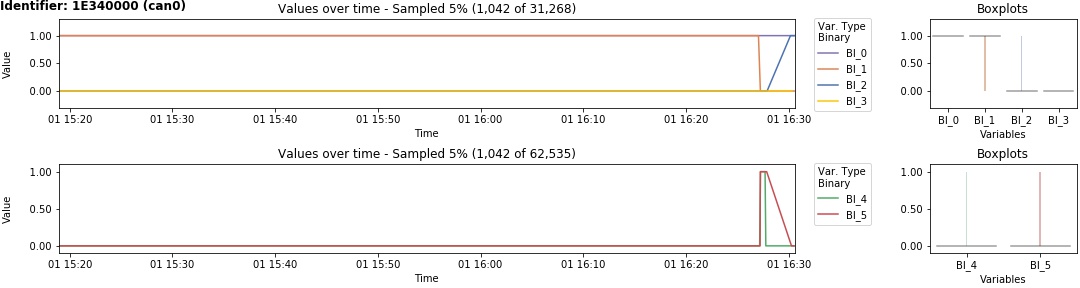 Identifier: 1E340000 (can0)
Values over time - Sampled 5% (1,042 of 31,268)
Boxplots
Value
1.00
0.50
0.00
01 15:20
01 15:30
01 15:40
01 15:50
01 16:00
01 16:10
01 16:20
01 16:30
Time
Var. Type
Binary
BI_0
BI_1
BI_2
BI_3
1.00
0.50
0.00
BI_0
BI_1
BI_2
BI_3
Variables
Values over time - Sampled 5% (1,042 of 62,535)
Boxplots
Value
1.00
0.50
0.00
01 15:20
01 15:30
01 15:40
01 15:50
01 16:00
01 16:10
01 16:20
01 16:30
Time
Var. Type
Binary
BI_4
BI_5
1.00
0.50
0.00
BI_4
BI_5
Variables